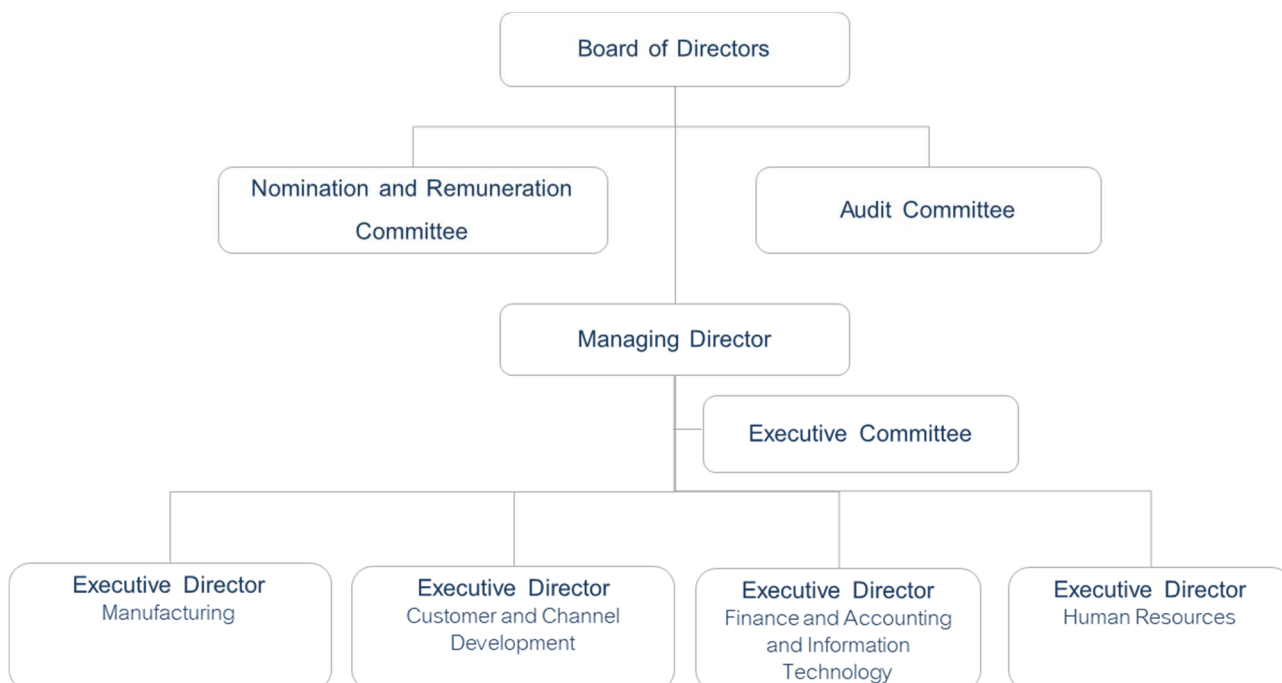 Board of Directors
Nomination and Remuneration
Committee
Audit Committee
Managing Director
Executive Committee
Executive Director
Manufacturing
Executive Director
Customer and Channel
Development
Executive Director
Finance and Accounting
and Information
Technology
Executive Director
Human Resources